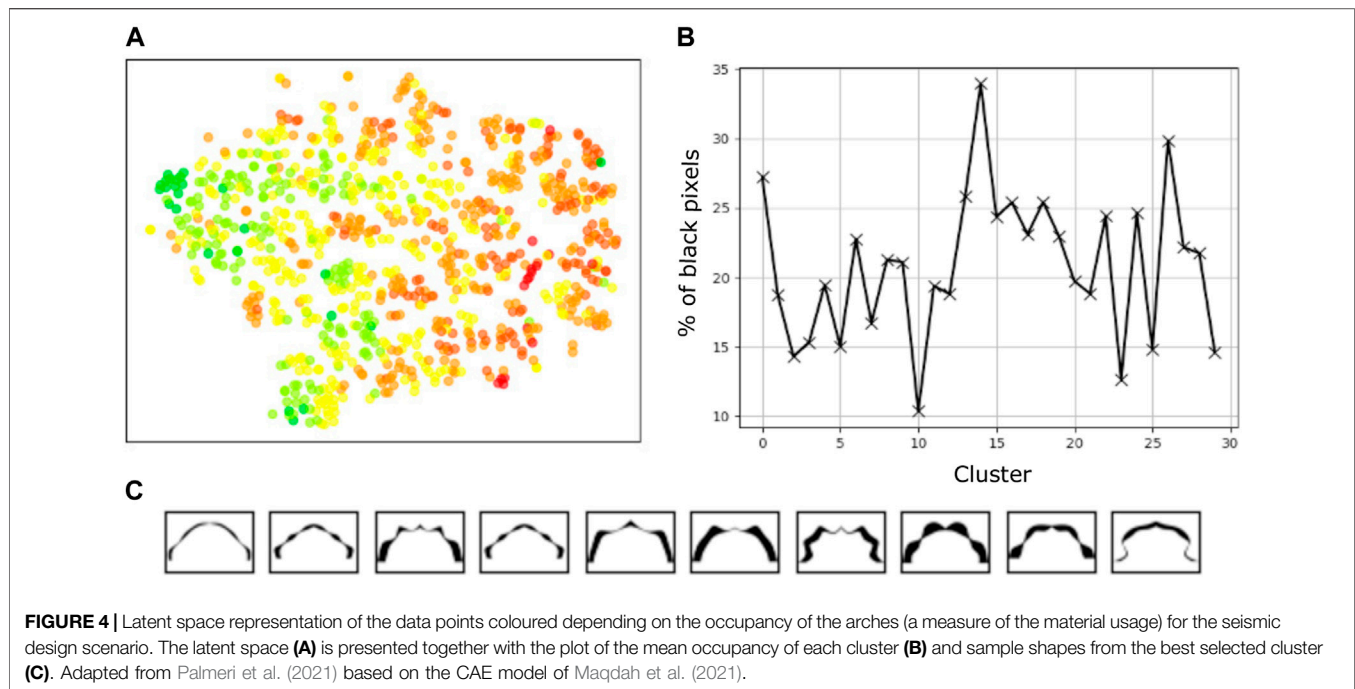 A
B
35
30
25
20
15
10
% of black pixels
0 5 10 15 20 25 30
Cluster
C
FIGURE 4 | Latent space representation of the data points coloured depending on the occupancy of the arches (a measure of the material usage) for the seismic
design scenario. The latent space (A) is presented together with the plot of the mean occupancy of each cluster (B) and sample shapes from the best selected cluster
(C). Adapted from Palmeri et al. (2021) based on the CAE model of Maqdah et al. (2021).